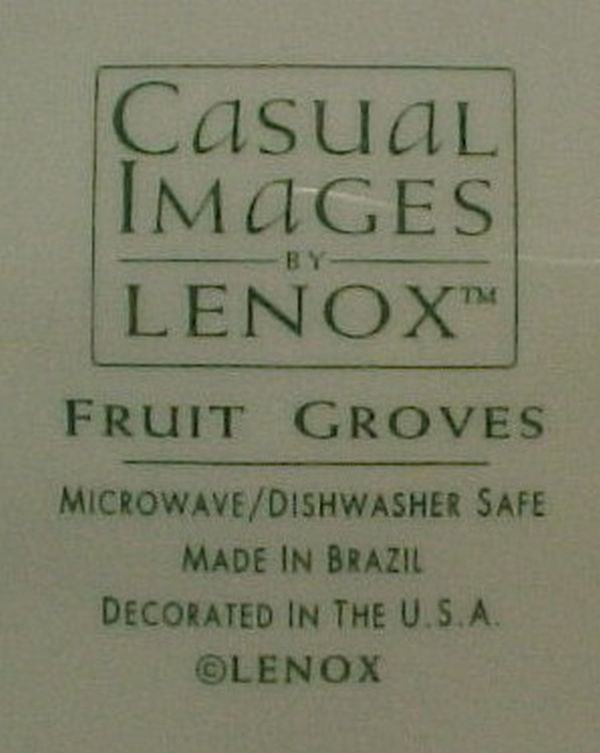 Casual
Images
BY
LENOX™
FRUIT GROVES
MICROWAVE/DISHWASHER SAFE
MADE IN BRAZIL
DECORATED IN THE U.S.A.
©LENOX